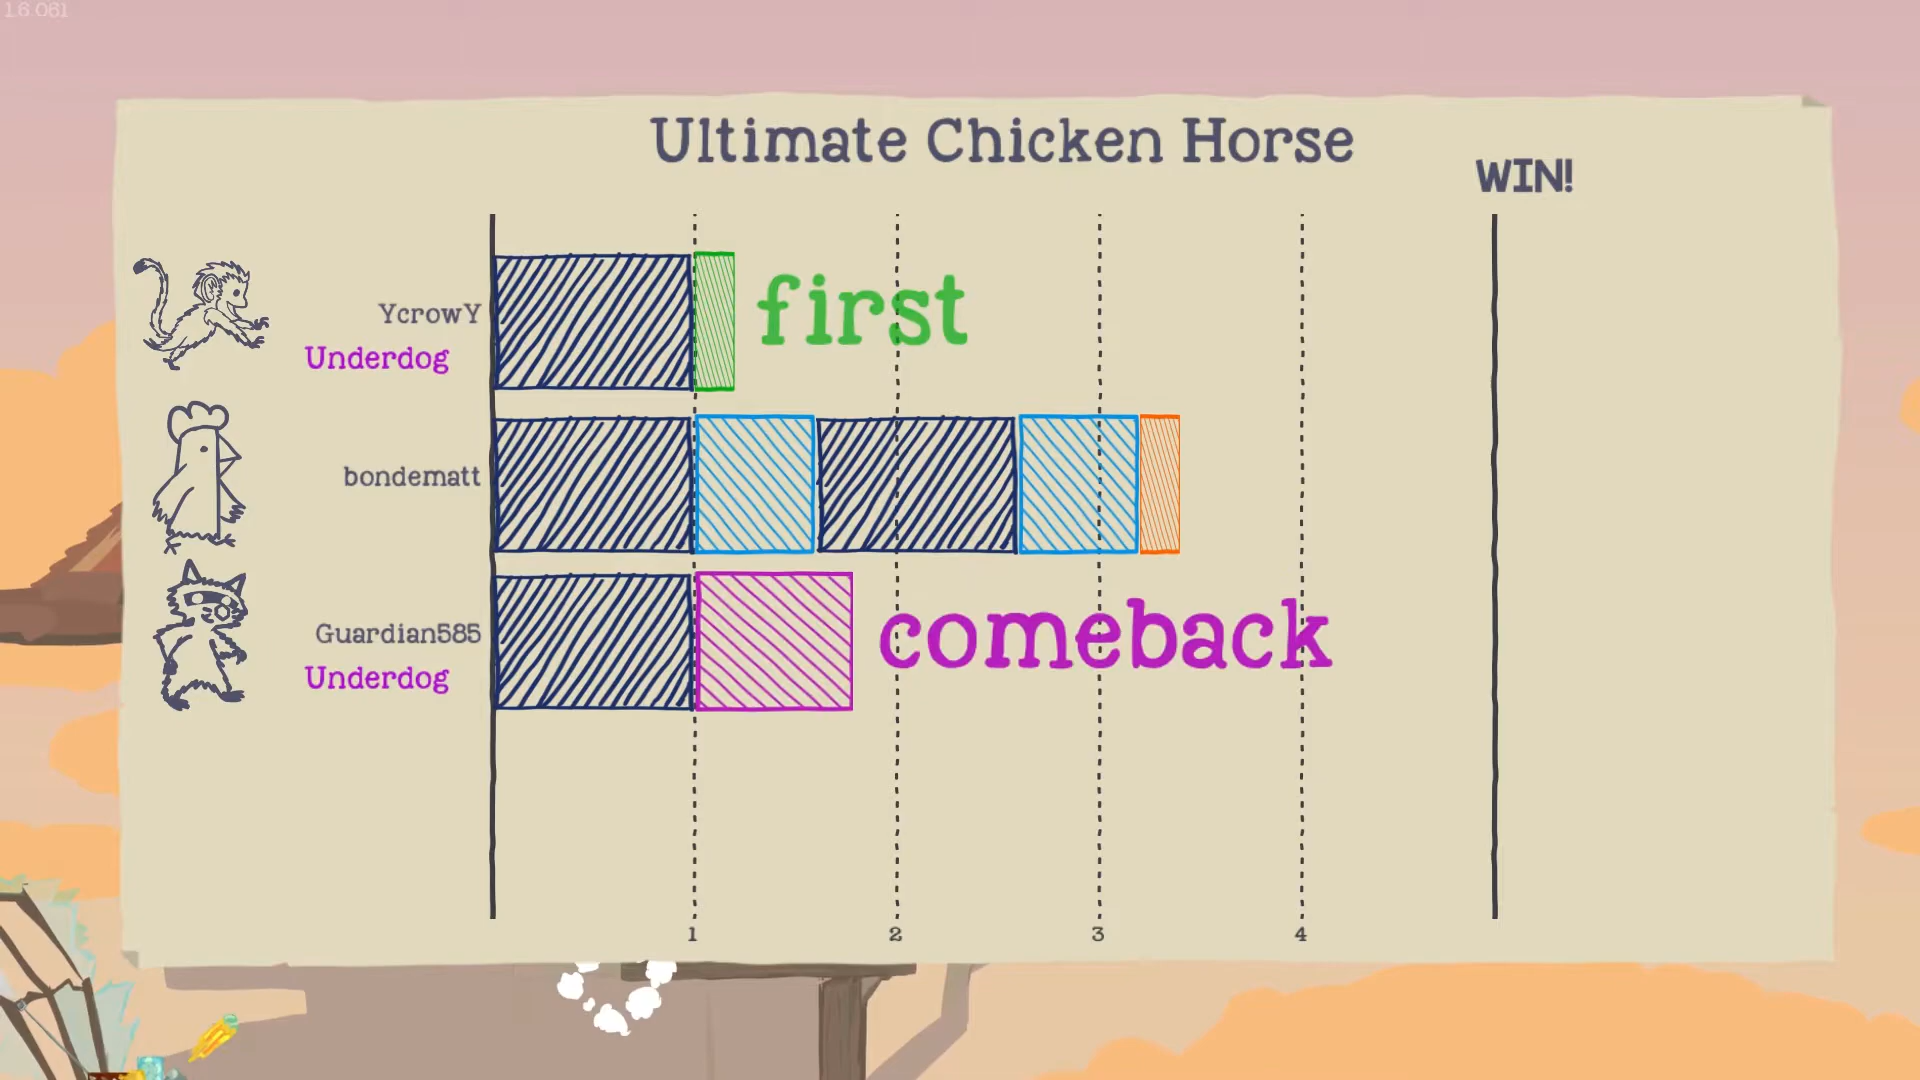 1.6.061
Ultimate Chicken Horse
WIN!
YcrowY
Underdog
first
bondematt
Guardian585
Underdog
comeback
1 2 3 4